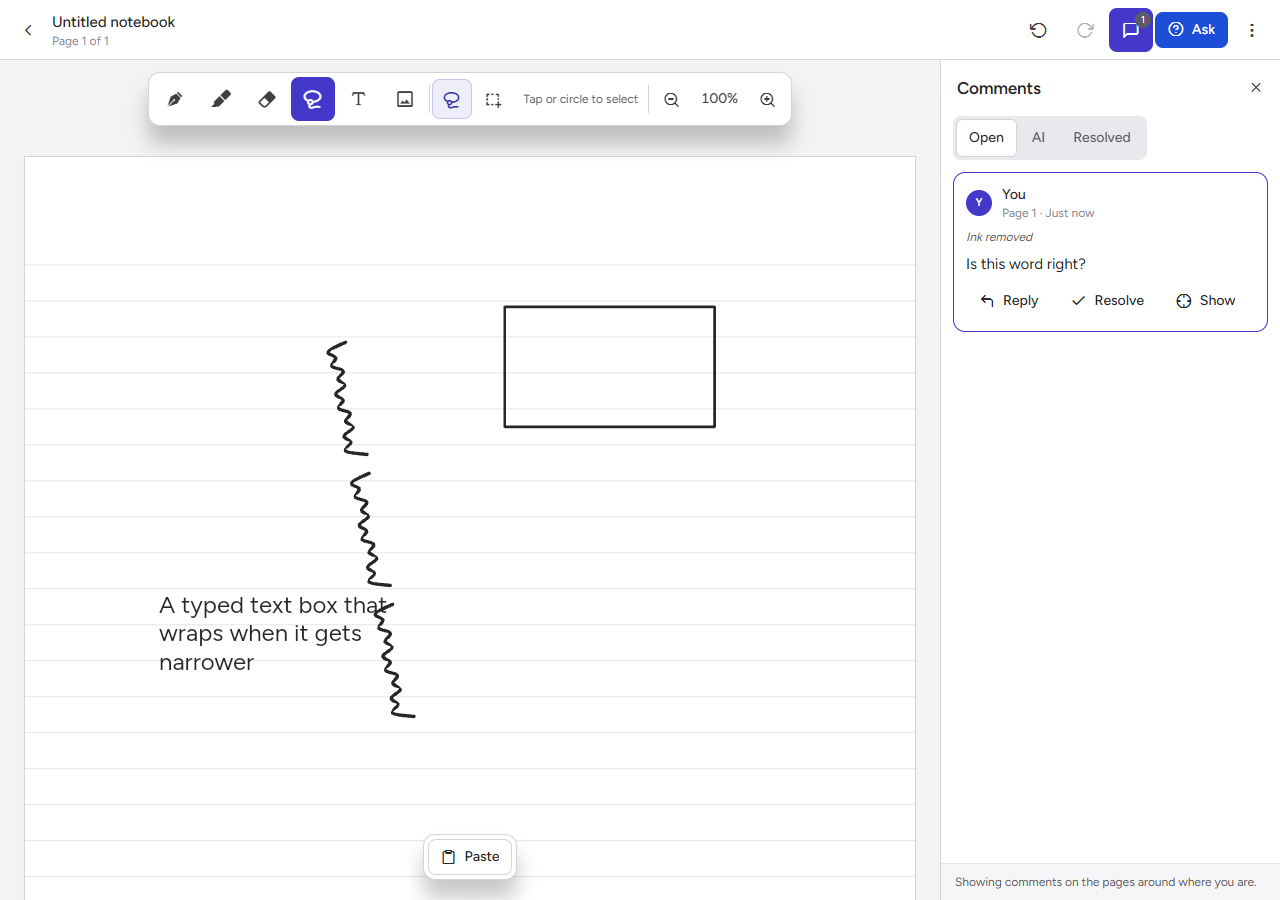 Untitled notebook
Page 1 of 1
1
Ask
T
Tap or circle to select
100%
Comments
Open
AI
Resolved
Y
You
Page 1 · Just now
Ink removed
Is this word right?
Reply
Resolve
Show
A typed text box that
wraps when it gets
narrower
Paste
Showing comments on the pages around where you are.